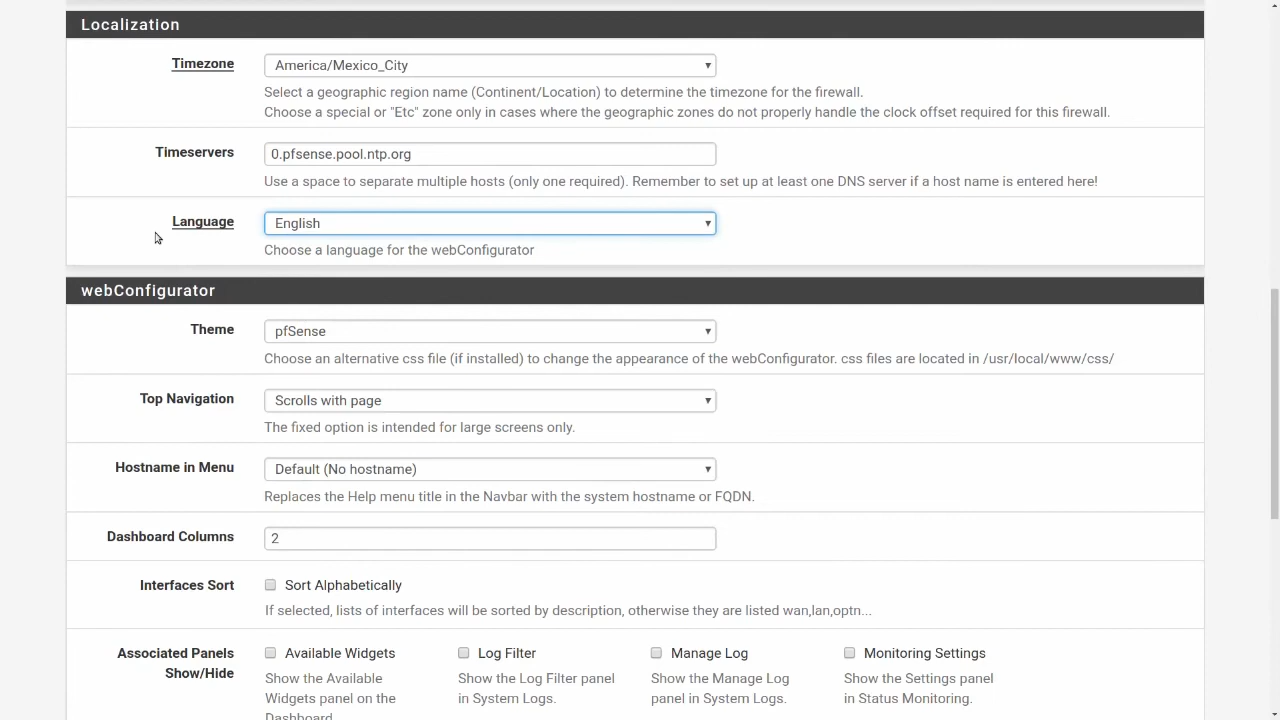 Localization
Timezone
America/Mexico_City
Select a geographic region name (Continent/Location) to determine the timezone for the firewall.
Choose a special or "Etc" zone only in cases where the geographic zones do not properly handle the clock offset required for this firewall.
Timeservers
0.pfsense.pool.ntp.org
Use a space to separate multiple hosts (only one required). Remember to set up at least one DNS server if a host name is entered here!
Language
English
Choose a language for the webConfigurator
webConfigurator
Theme
pfSense
Choose an alternative css file (if installed) to change the appearance of the webConfigurator. css files are located in /usr/local/www/css/
Top Navigation
Scrolls with page
The fixed option is intended for large screens only.
Hostname in Menu
Default (No hostname)
Replaces the Help menu title in the Navbar with the system hostname or FQDN.
Dashboard Columns
2
Interfaces Sort
Sort Alphabetically
If selected, lists of interfaces will be sorted by description, otherwise they are listed wan,lan,optn...
Associated Panels
Show/Hide
Available Widgets
Show the Available
Widgets panel on the
Dashboard
Log Filter
Show the Log Filter panel
in System Logs.
Manage Log
Show the Manage Log
panel in System Logs.
Monitoring Settings
Show the Settings panel
in Status Monitoring.